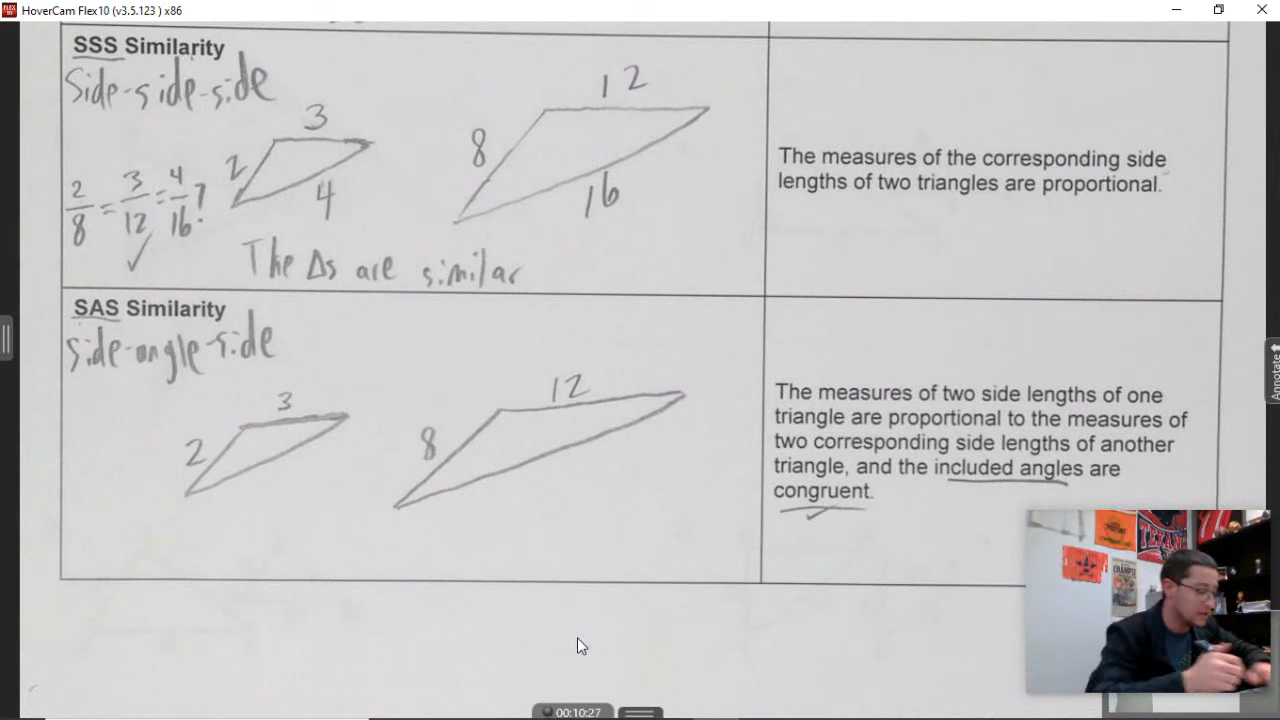 HoverCam Flex10 (v3.5.123 ) x86
SSS Similarity
Side-side-side
3
2
4
12
8
16
2/8 = 3/12 = 4/16 ?
✓
The Δs are similar
The measures of the corresponding side
lengths of two triangles are proportional.
SAS Similarity
side-angle-side
3
2
12
8
The measures of two side lengths of one
triangle are proportional to the measures of
two corresponding side lengths of another
triangle, and the included angles are
congruent.
Annotate
TEXANS
00:10:27